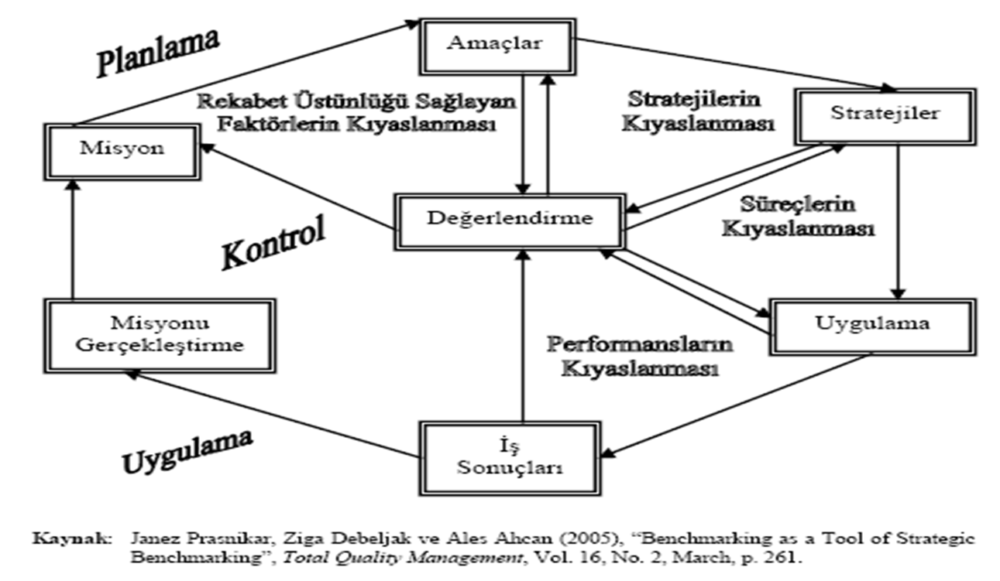 Planlama
Amaçlar
Rekabet Üstünlüğü Sağlayan
Faktörlerin Kıyaslanması
Stratejilerin
Kıyaslanması
Stratejiler
Misyon
Değerlendirme
Süreçlerin
Kıyaslanması
Kontrol
Misyonu
Gerçekleştirme
Uygulama
Performansların
Kıyaslanması
Uygulama
İş
Sonuçları
Kaynak: Janez Prasnikar, Ziga Debeljak ve Ales Ahcan (2005), “Benchmarking as a Tool of Strategic
Benchmarking”, Total Quality Management, Vol. 16, No. 2, March, p. 261.